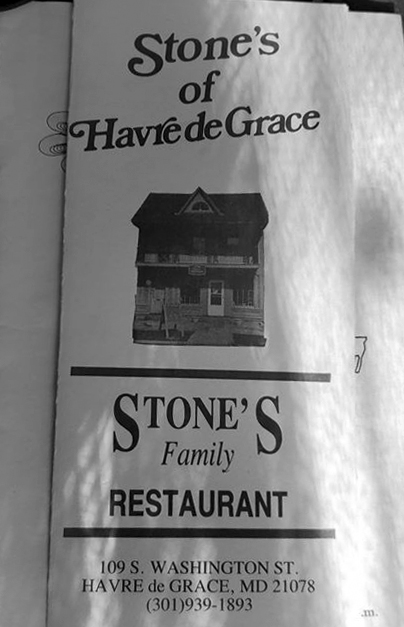 Stone's
of
Havre de Grace
STONE'S
Family
RESTAURANT
109 S. WASHINGTON ST.
HAVRE de GRACE, MD 21078
(301)939-1893
.m.